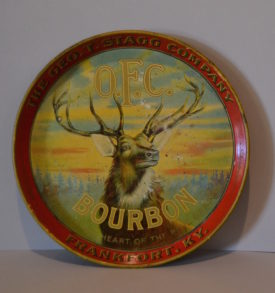 THE GEO. T. STAGG COMPANY
O.F.C.
BOURBON
HEART OF THE
FRANKFORT, KY.